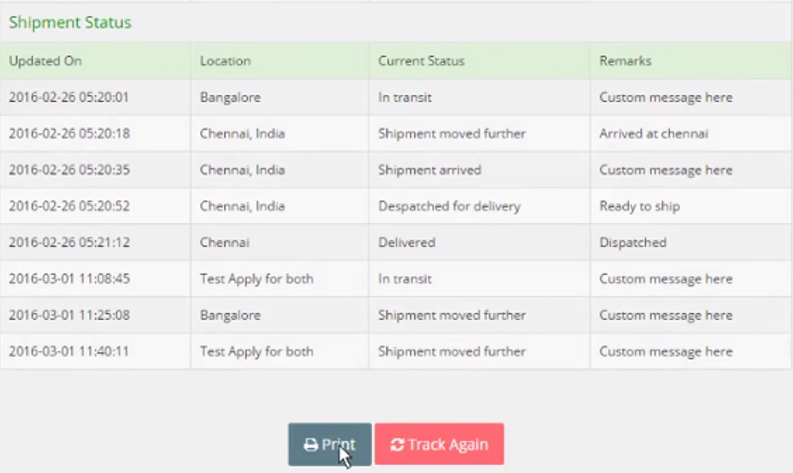 Shipment Status
Updated On Location Current Status Remarks
2016-02-26 05:20:01 Bangalore In transit Custom message here
2016-02-26 05:20:18 Chennai, India Shipment moved further Arrived at chennai
2016-02-26 05:20:35 Chennai, India Shipment arrived Custom message here
2016-02-26 05:20:52 Chennai, India Despatched for delivery Ready to ship
2016-02-26 05:21:12 Chennai Delivered Dispatched
2016-03-01 11:08:45 Test Apply for both In transit Custom message here
2016-03-01 11:25:08 Bangalore Shipment moved further Custom message here
2016-03-01 11:40:11 Test Apply for both Shipment moved further Custom message here
Print Track Again